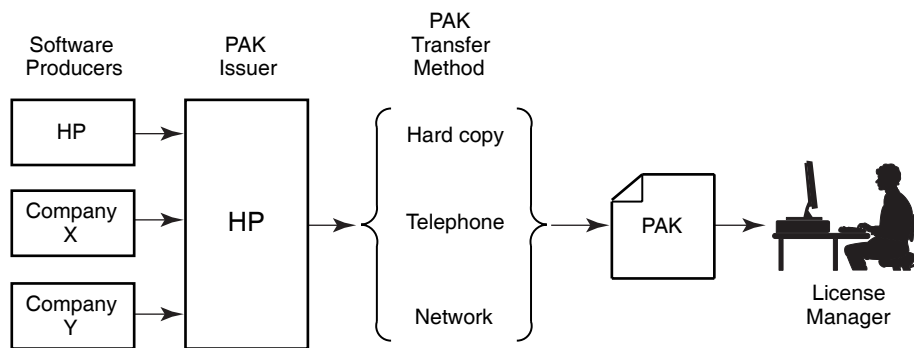 Software
Producers
PAK
Issuer
PAK
Transfer
Method
HP
Company
X
Company
Y
HP
Hard copy
Telephone
Network
PAK
License
Manager